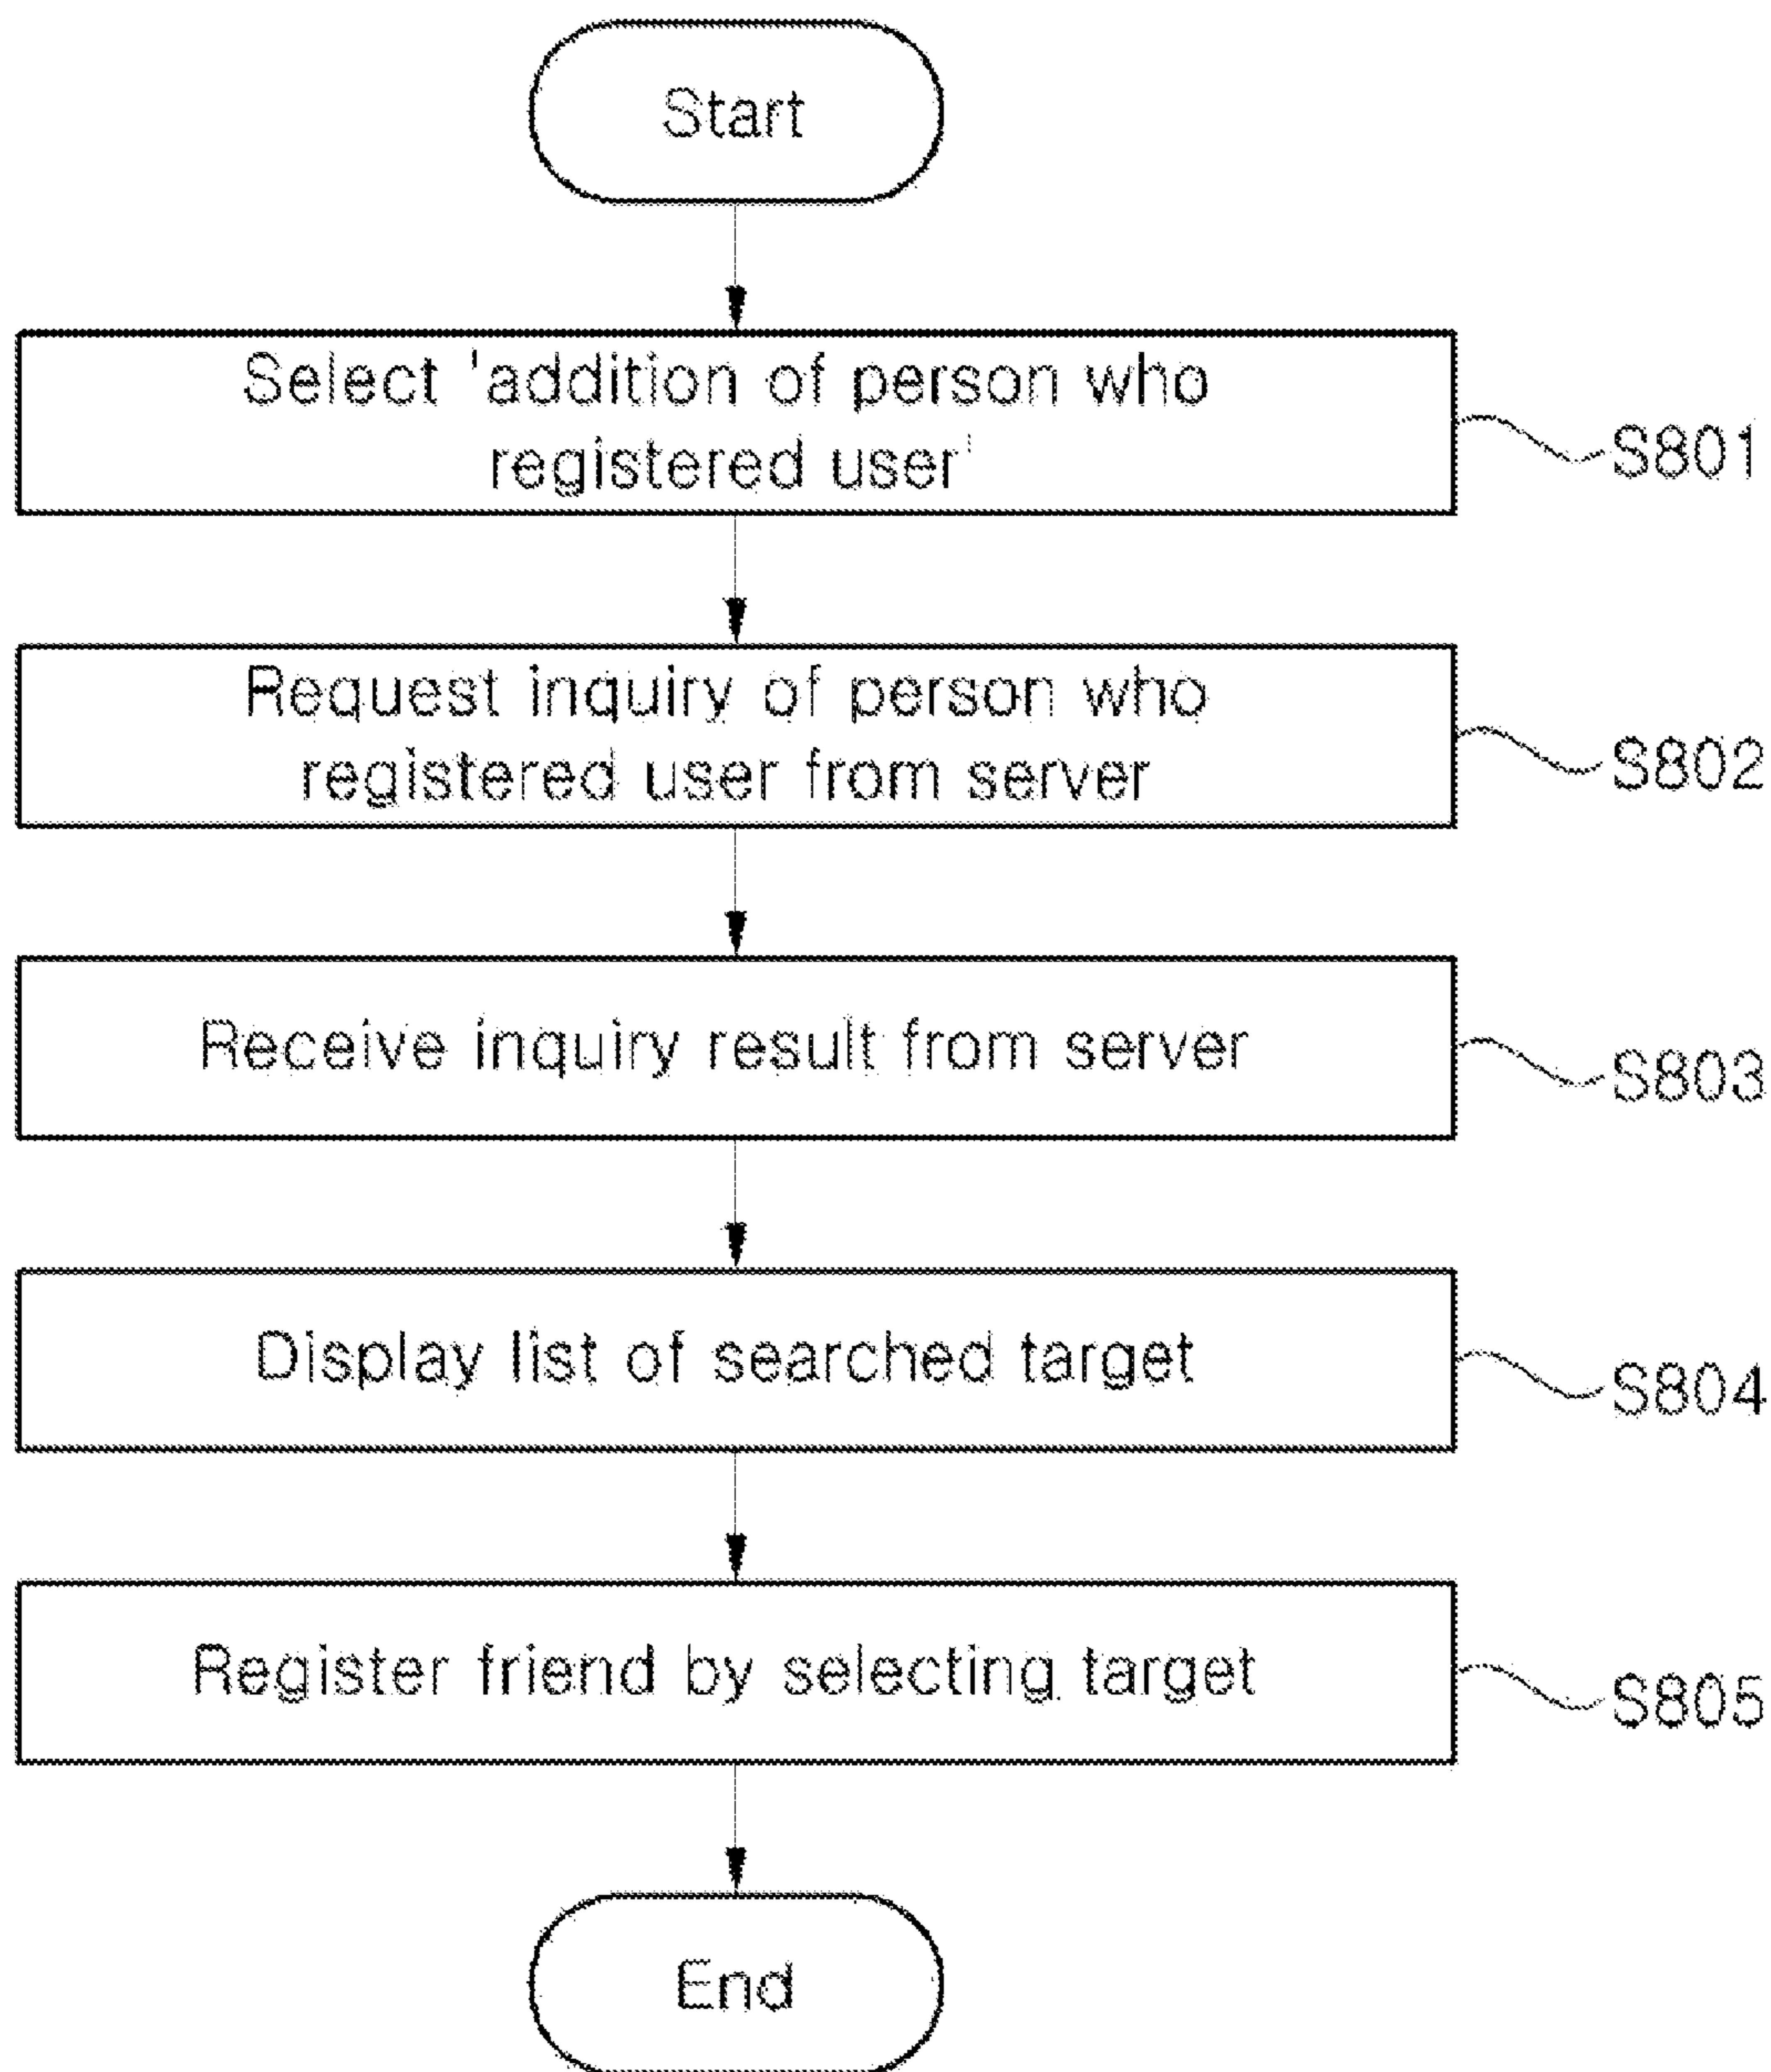 Start
Select 'addition of person who
registered user'
S801
Request inquiry of person who
registered user from server
S802
Receive inquiry result from server
S803
Display list of searched target
S804
Register friend by selecting target
S805
End